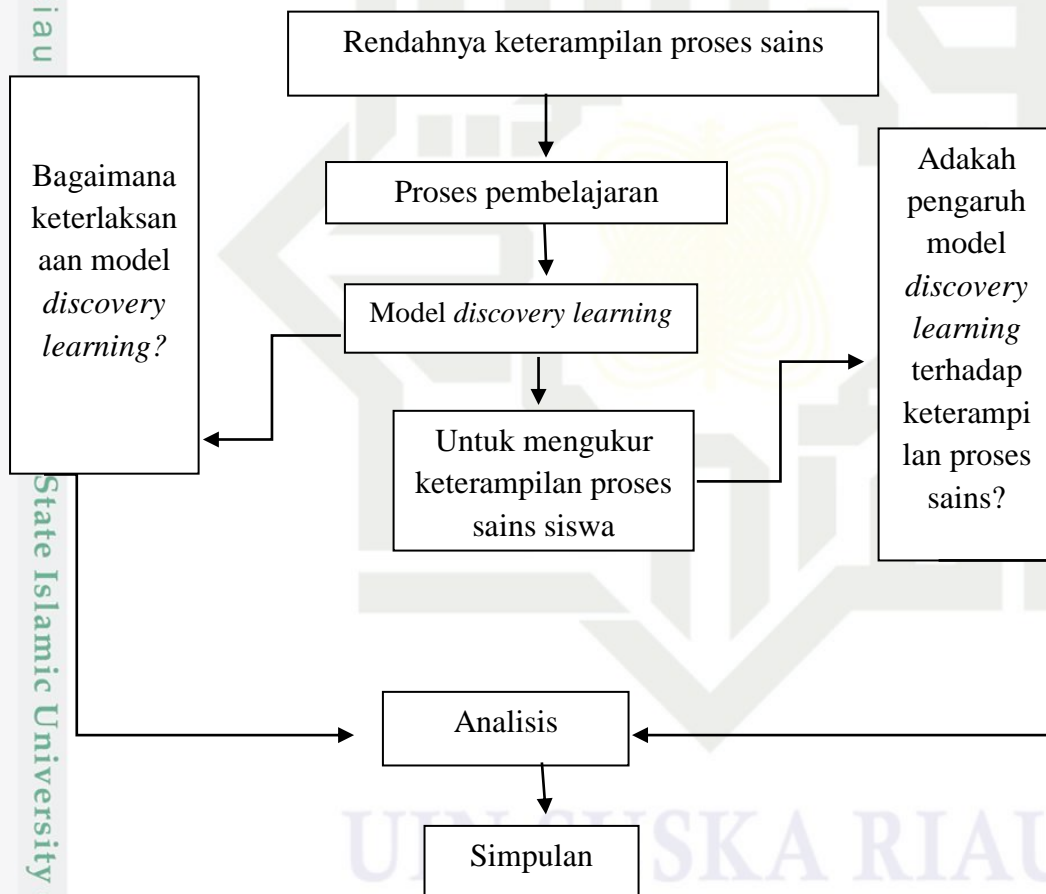 Rendahnya keterampilan proses sains
Proses pembelajaran
Model discovery learning
Bagaimana
keterlaksan
aan model
discovery
learning?
Untuk mengukur
keterampilan proses
sains siswa
Adakah
pengaruh
model
discovery
learning
terhadap
keterampi
lan proses
sains?
Analisis
Simpulan
iau
State Islamic University
UIN SUSKA RIAU